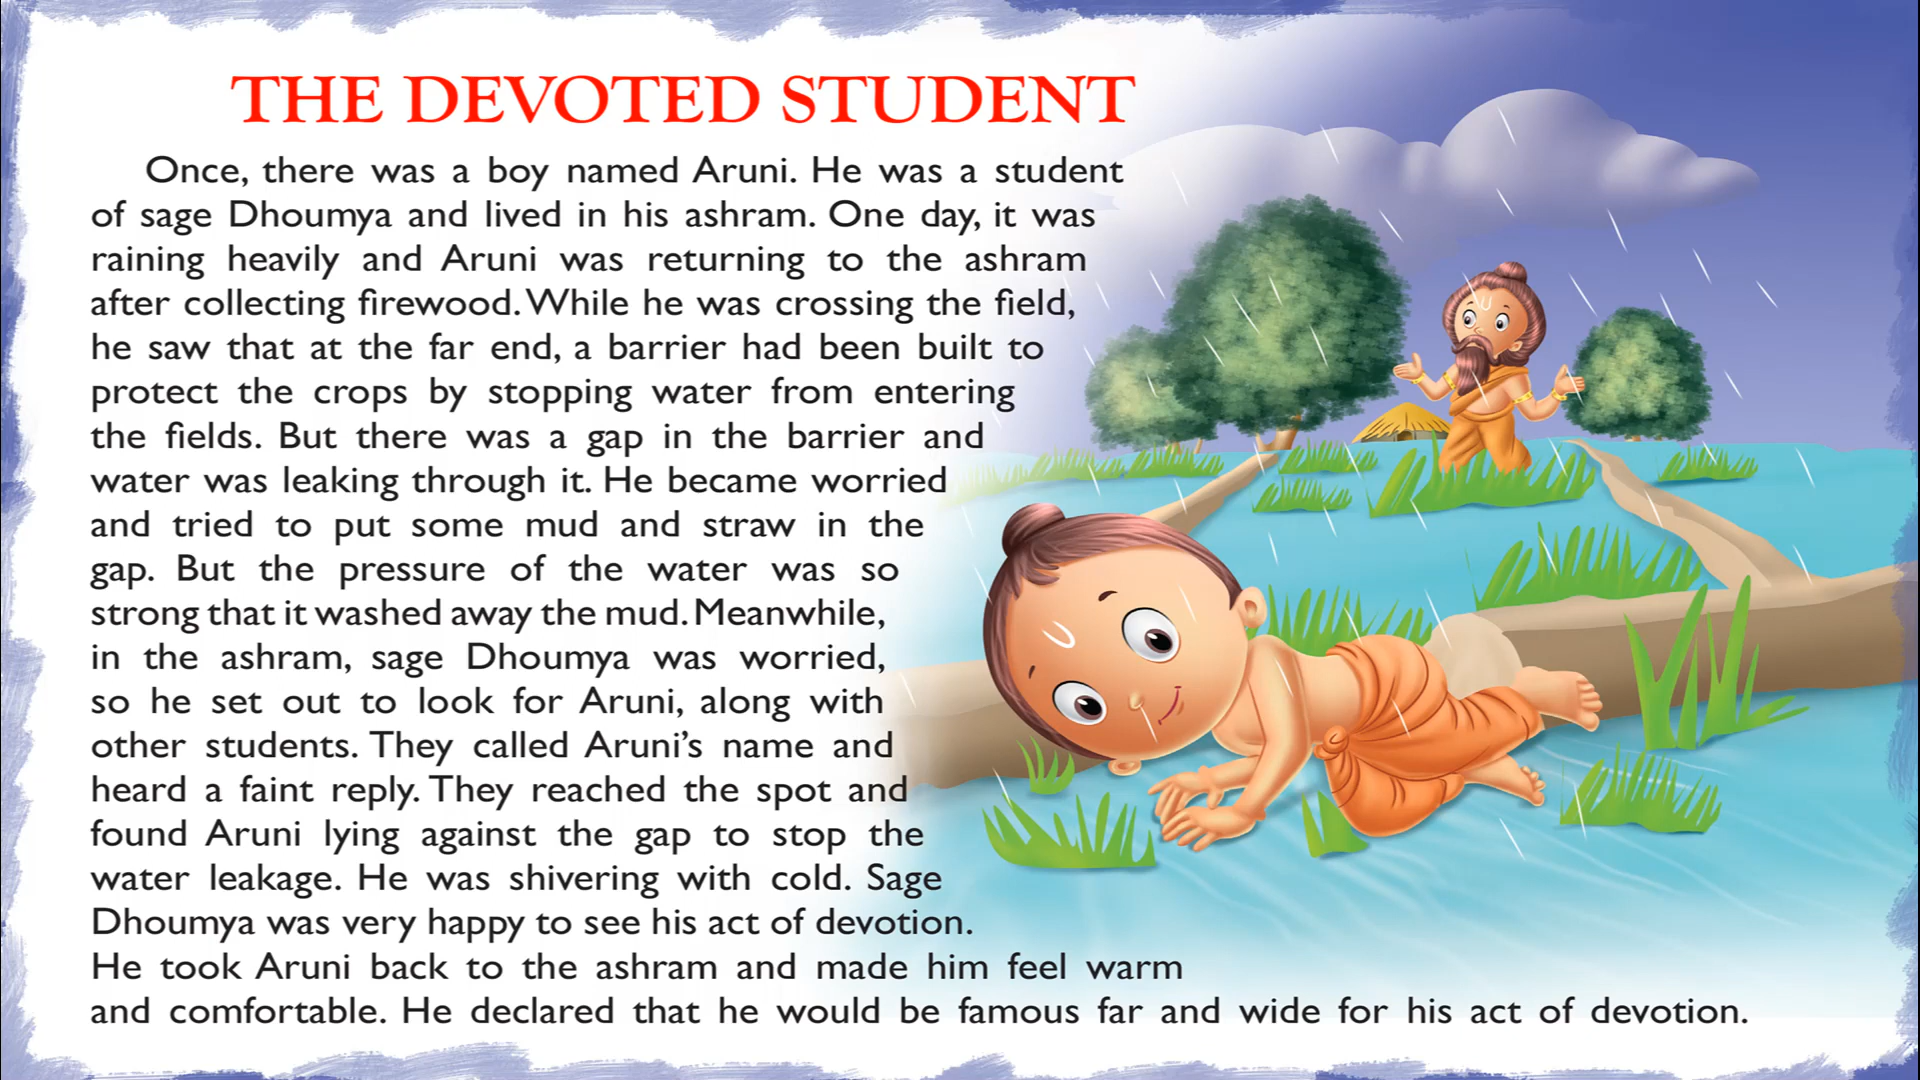 THE DEVOTED STUDENT
Once, there was a boy named Aruni. He was a student
of sage Dhoumya and lived in his ashram. One day, it was
raining heavily and Aruni was returning to the ashram
after collecting firewood. While he was crossing the field,
he saw that at the far end, a barrier had been built to
protect the crops by stopping water from entering
the fields. But there was a gap in the barrier and
water was leaking through it. He became worried
and tried to put some mud and straw in the
gap. But the pressure of the water was so
strong that it washed away the mud. Meanwhile,
in the ashram, sage Dhoumya was worried,
so he set out to look for Aruni, along with
other students. They called Aruni’s name and
heard a faint reply. They reached the spot and
found Aruni lying against the gap to stop the
water leakage. He was shivering with cold. Sage
Dhoumya was very happy to see his act of devotion.
He took Aruni back to the ashram and made him feel warm
and comfortable. He declared that he would be famous far and wide for his act of devotion.